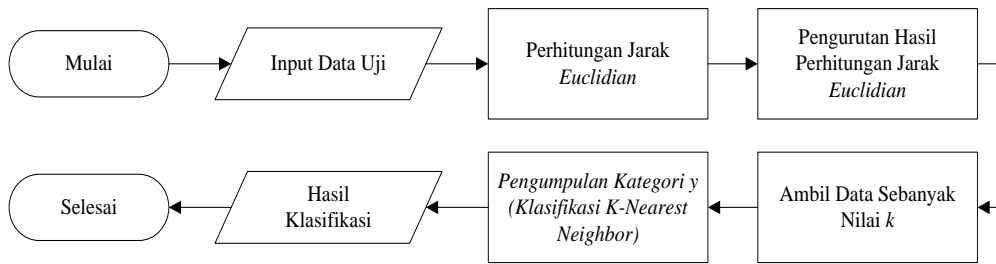 Mulai
Input Data Uji
Perhitungan Jarak
Euclidian
Pengurutan Hasil
Perhitungan Jarak
Euclidian
Ambil Data Sebanyak
Nilai k
Pengumpulan Kategori y
(Klasifikasi K-Nearest
Neighbor)
Hasil
Klasifikasi
Selesai